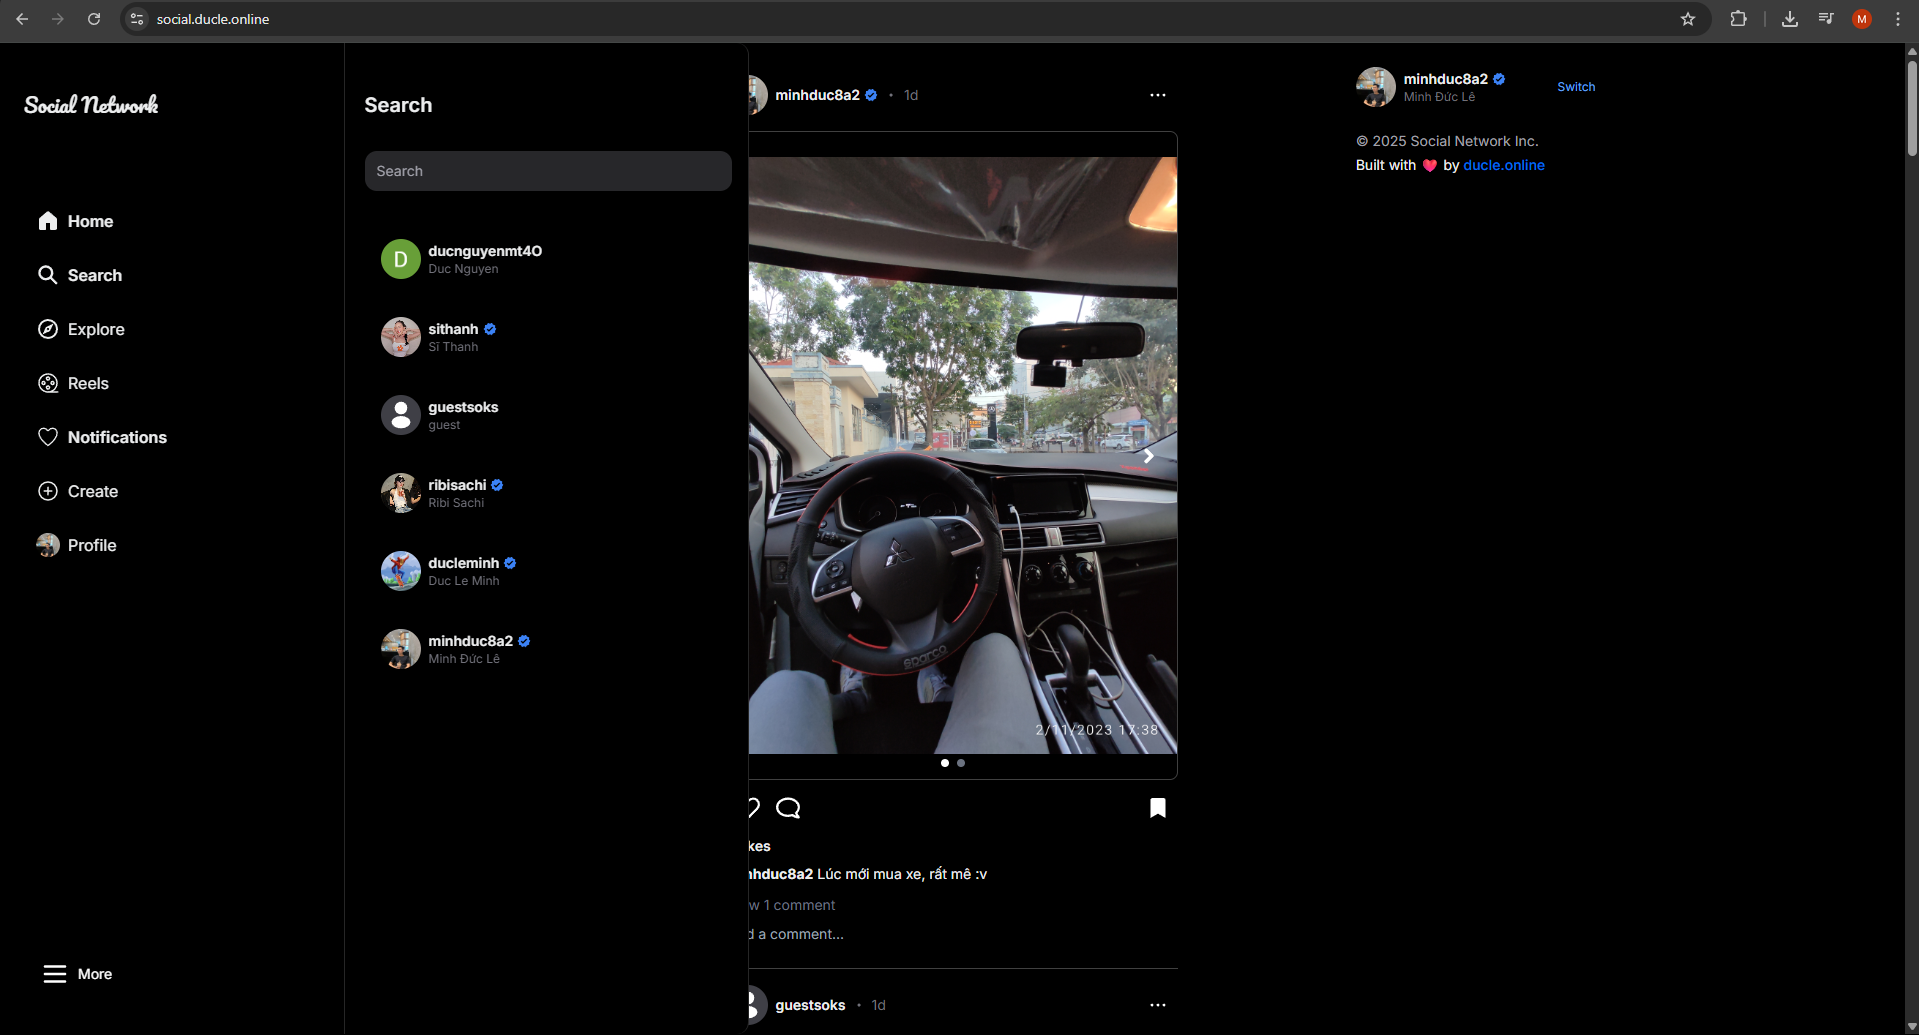 social.ducle.online
M
Social Network
Home
Search
Explore
Reels
Notifications
Create
Profile
More
Search
Search
D
ducnguyenmt4O
Duc Nguyen
sithanh
Sĩ Thanh
guestsoks
guest
ribisachi
Ribi Sachi
ducleminh
Duc Le Minh
minhduc8a2
Minh Đức Lê
minhduc8a2 • 1d
sparco
2/11/2023 17:38
kes
nhduc8a2 Lúc mới mua xe, rất mê :v
w 1 comment
d a comment...
guestsoks • 1d
minhduc8a2
Minh Đức Lê
Switch
© 2025 Social Network Inc.
Built with ❤️ by ducle.online